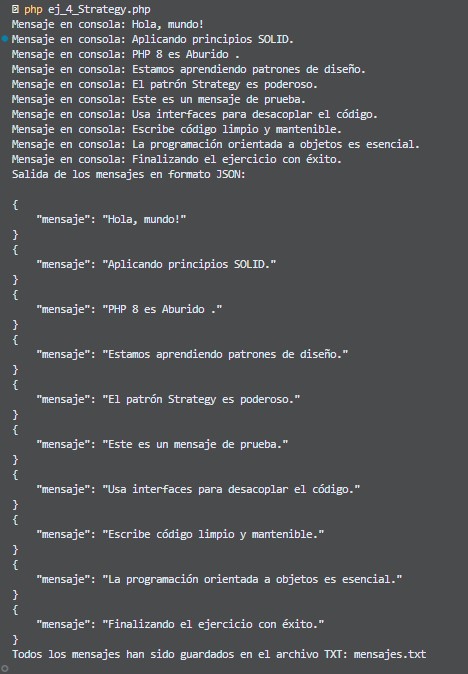 php ej_4_Strategy.php
Mensaje en consola: Hola, mundo!
Mensaje en consola: Aplicando principios SOLID.
Mensaje en consola: PHP 8 es Aburido .
Mensaje en consola: Estamos aprendiendo patrones de diseño.
Mensaje en consola: El patrón Strategy es poderoso.
Mensaje en consola: Este es un mensaje de prueba.
Mensaje en consola: Usa interfaces para desacoplar el código.
Mensaje en consola: Escribe código limpio y mantenible.
Mensaje en consola: La programación orientada a objetos es esencial.
Mensaje en consola: Finalizando el ejercicio con éxito.
Salida de los mensajes en formato JSON:
{
"mensaje": "Hola, mundo!"
}
{
"mensaje": "Aplicando principios SOLID."
}
{
"mensaje": "PHP 8 es Aburido ."
}
{
"mensaje": "Estamos aprendiendo patrones de diseño."
}
{
"mensaje": "El patrón Strategy es poderoso."
}
{
"mensaje": "Este es un mensaje de prueba."
}
{
"mensaje": "Usa interfaces para desacoplar el código."
}
{
"mensaje": "Escribe código limpio y mantenible."
}
{
"mensaje": "La programación orientada a objetos es esencial."
}
{
"mensaje": "Finalizando el ejercicio con éxito."
}
Todos los mensajes han sido guardados en el archivo TXT: mensajes.txt